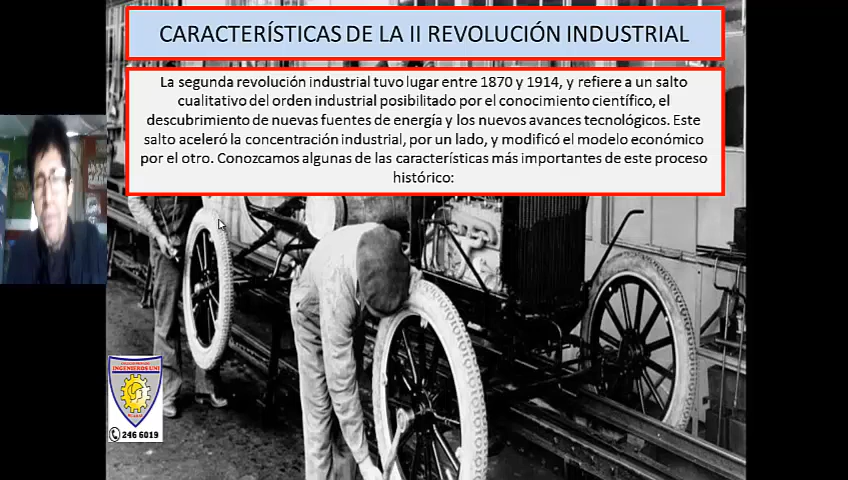 CARACTERÍSTICAS DE LA II REVOLUCIÓN INDUSTRIAL
La segunda revolución industrial tuvo lugar entre 1870 y 1914, y refiere a un salto
cualitativo del orden industrial posibilitado por el conocimiento científico, el
descubrimiento de nuevas fuentes de energía y los nuevos avances tecnológicos. Este
salto aceleró la concentración industrial, por un lado, y modificó el modelo económico
por el otro. Conozcamos algunas de las características más importantes de este proceso
histórico:
INGENIEROS UNI
246 6019